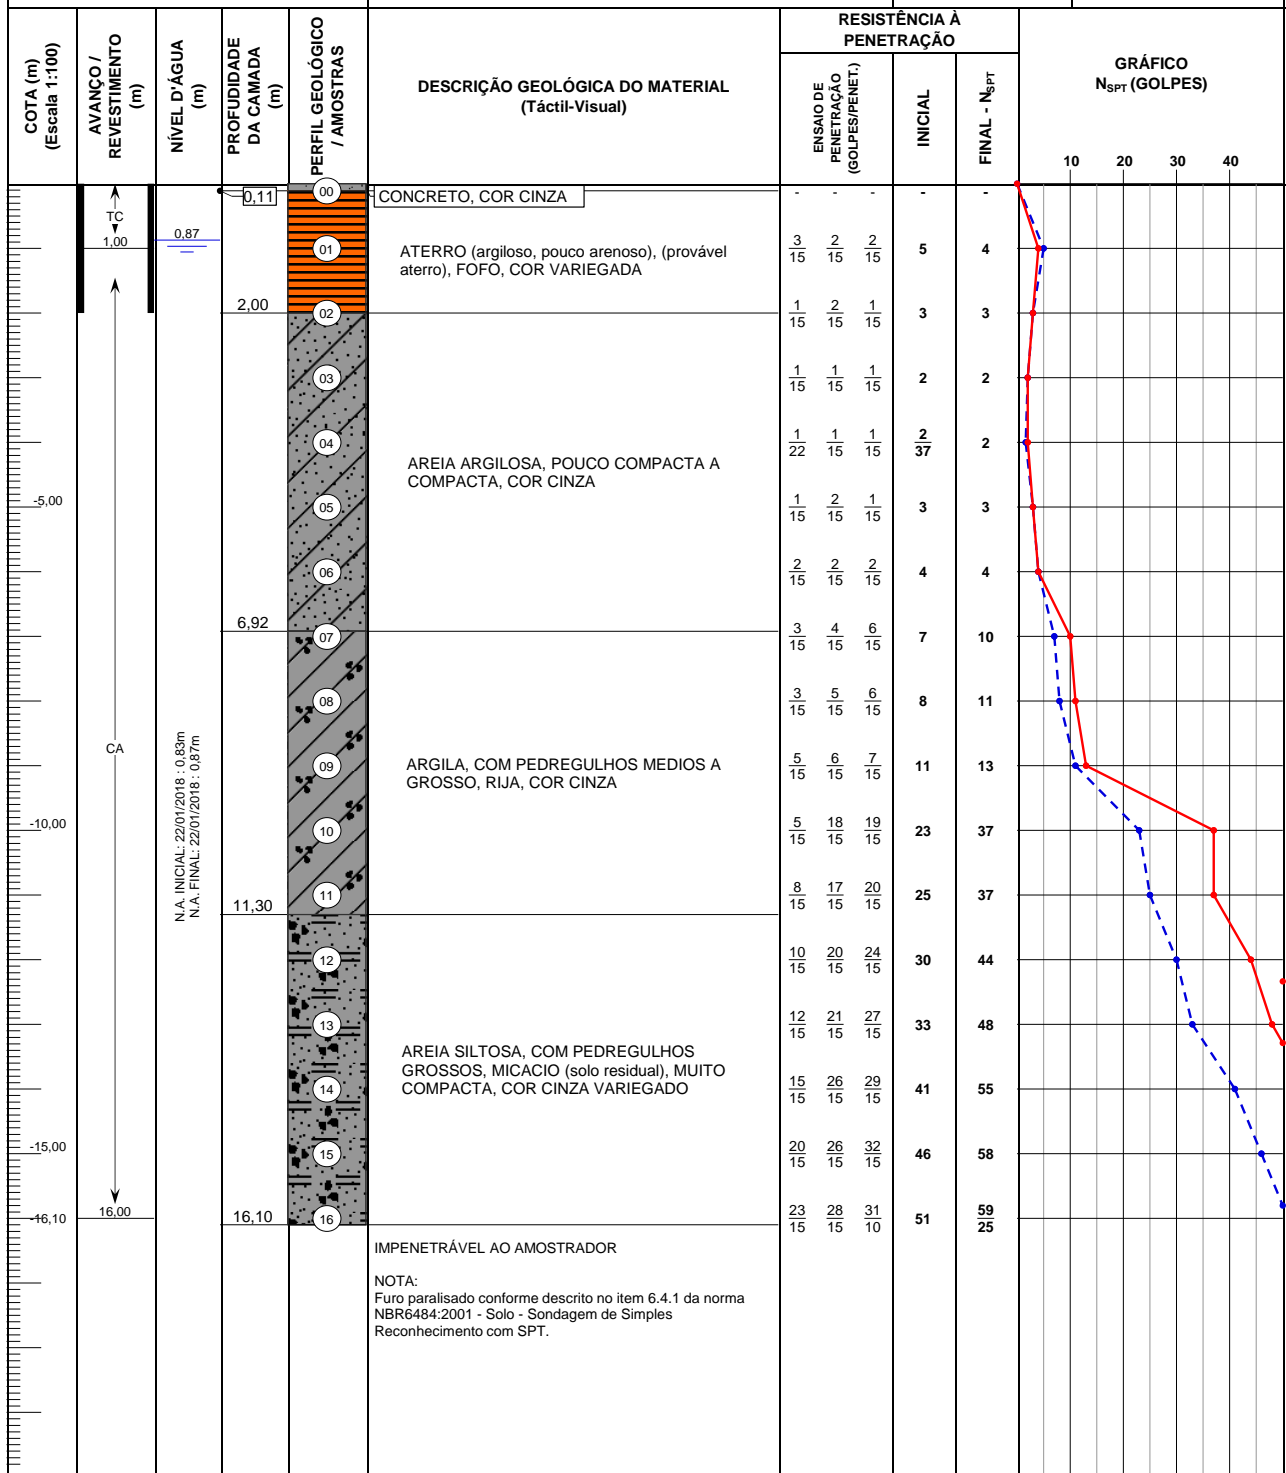 COTA (m)
(Escala 1:100)
AVANÇO /
REVESTIMENTO
(m)
NÍVEL D'ÁGUA
(m)
PROFUDIDADE
DA CAMADA
(m)
PERFIL GEOLÓGICO
/ AMOSTRAS
DESCRIÇÃO GEOLÓGICA DO MATERIAL
(Táctil-Visual)
RESISTÊNCIA À
PENETRAÇÃO
ENSAIO DE
PENETRAÇÃO
(GOLPES/PENET.)
INICIAL
FINAL - NSPT
GRÁFICO
NSPT (GOLPES)
10 20 30 40
0,11 00 CONCRETO, COR CINZA - - - - -
TC
1,00
0,87
01
ATERRO (argiloso, pouco arenoso), (provável
aterro), FOFO, COR VARIEGADA
3/15 2/15 2/15 5 4
2,00 02 1/15 2/15 1/15 3 3
03 1/15 1/15 1/15 2 2
04 1/22 1/15 1/15 2/37 2
AREIA ARGILOSA, POUCO COMPACTA A
COMPACTA, COR CINZA
-5,00 05 1/15 2/15 1/15 3 3
06 2/15 2/15 2/15 4 4
6,92 07 3/15 4/15 6/15 7 10
08 3/15 5/15 6/15 8 11
CA
N.A. INICIAL: 22/01/2018 : 0,83m
N.A. FINAL: 22/01/2018 : 0,87m
ARGILA, COM PEDREGULHOS MEDIOS A
GROSSO, RIJA, COR CINZA
09 5/15 6/15 7/15 11 13
-10,00 10 5/15 18/15 19/15 23 37
11 8/15 17/15 20/15 25 37
11,30
12 10/15 20/15 24/15 30 44
13 12/15 21/15 27/15 33 48
AREIA SILTOSA, COM PEDREGULHOS
GROSSOS, MICACIO (solo residual), MUITO
COMPACTA, COR CINZA VARIEGADO
14 15/15 26/15 29/15 41 55
-15,00 15 20/15 26/15 32/15 46 58
-16,10 16,00 16,10 16 23/15 28/15 31/10 51 59/25
IMPENETRÁVEL AO AMOSTRADOR
NOTA:
Furo paralisado conforme descrito no item 6.4.1 da norma
NBR6484:2001 - Solo - Sondagem de Simples
Reconhecimento com SPT.